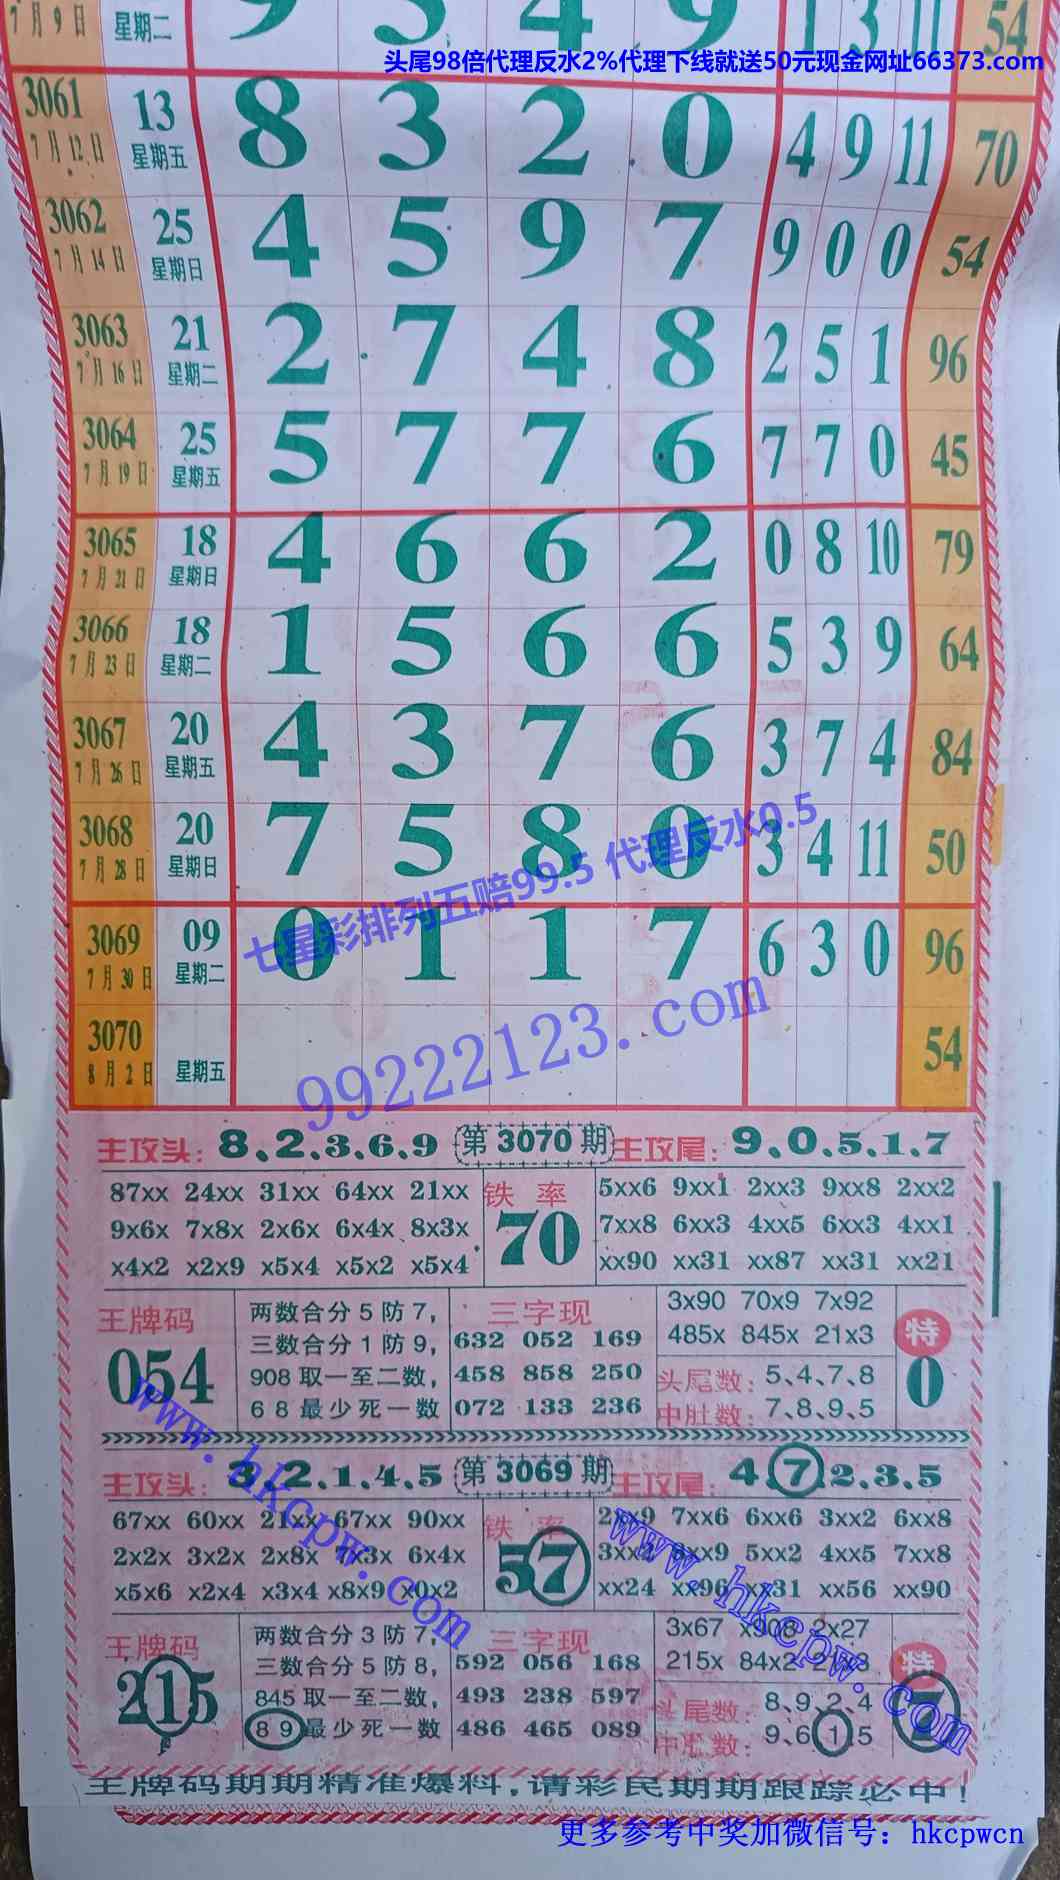 7月9日 星期二 9 3 4 9 1 3 11 54
头尾98倍代理反水2%代理下线就送50元现金网址66373.com
3061 7月12日 13 星期五 8 3 2 0 4 9 11 70
3062 7月14日 25 星期日 4 5 9 7 9 0 0 54
3063 7月16日 21 星期二 2 7 4 8 2 5 1 96
3064 7月19日 25 星期五 5 7 7 6 7 7 0 45
3065 7月21日 18 星期日 4 6 6 2 0 8 10 79
3066 7月23日 18 星期二 1 5 6 6 5 3 9 64
3067 7月26日 20 星期五 4 3 7 6 3 7 4 84
3068 7月28日 20 星期日 7 5 8 0 3 4 11 50
七星彩排列五赔99.5 代理反水0.5
3069 7月30日 09 星期二 0 1 1 7 6 3 0 96
99222123.com
3070 8月2日 星期五 54
主攻头: 8、2、3、6、9 第3070期 主攻尾: 9、0、5、1、7
87xx 24xx 31xx 64xx 21xx 铁率 5xx6 9xx1 2xx3 9xx8 2xx2
9x6x 7x8x 2x6x 6x4x 8x3x 70 7xx8 6xx3 4xx5 6xx3 4xx1
x4x2 x2x9 x5x4 x5x2 x5x4 xx90 xx31 xx87 xx31 xx21
王牌码 两数合分5防7, 三字现 3x90 70x9 7x92 特
054 三数合分1防9, 632 052 169 485x 845x 21x3 0
908取一至二数, 458 858 250 头尾数: 5、4、7、8
68最少死一数 072 133 236 中肚数: 7、8、9、5
www.hkcpw.com
主攻头: 3、2、1、4、5 第3069期 主攻尾: 4、7、2、3、5
67xx 60xx 21xx 67xx 90xx 铁率 2xx9 7xx6 6xx6 3xx2 6xx8
2x2x 3x2x 2x8x 7x3x 6x4x 57 3xx2 5xx9 5xx2 4xx5 7xx8
x5x6 x2x4 x3x4 x8x9 x0x2 xx24 xx96 xx31 xx56 xx90
www.hkcpw.com
王牌码 两数合分3防7, 三字现 3x67 x908 2x27 特
215 三数合分5防8, 592 056 168 215x 84x2 7
845取一至二数, 493 238 597 头尾数: 8、9、2、4
89最少死一数 486 465 089 中肚数: 9、6、1、5
王牌码期期精准爆料,请彩民期期跟踪必中!
更多参考中奖加微信号: hkcpwcn